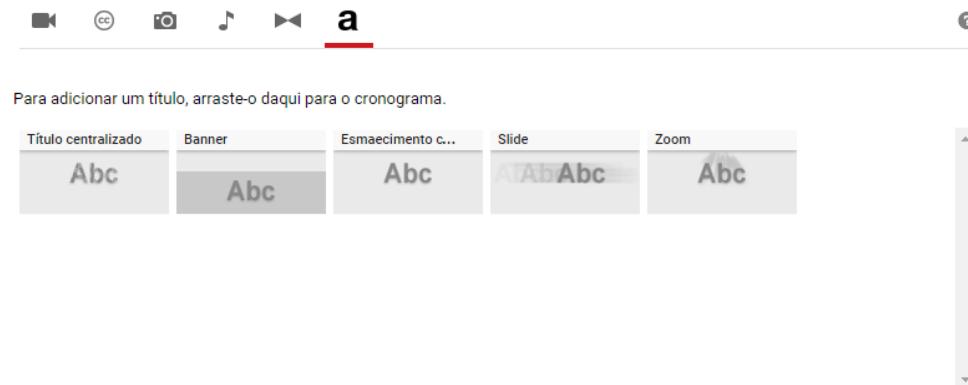 cc
a
?
Para adicionar um título, arraste-o daqui para o cronograma.
Título centralizado
Banner
Esmaecimento c...
Slide
Zoom
Abc
Abc
Abc
Abc
Abc